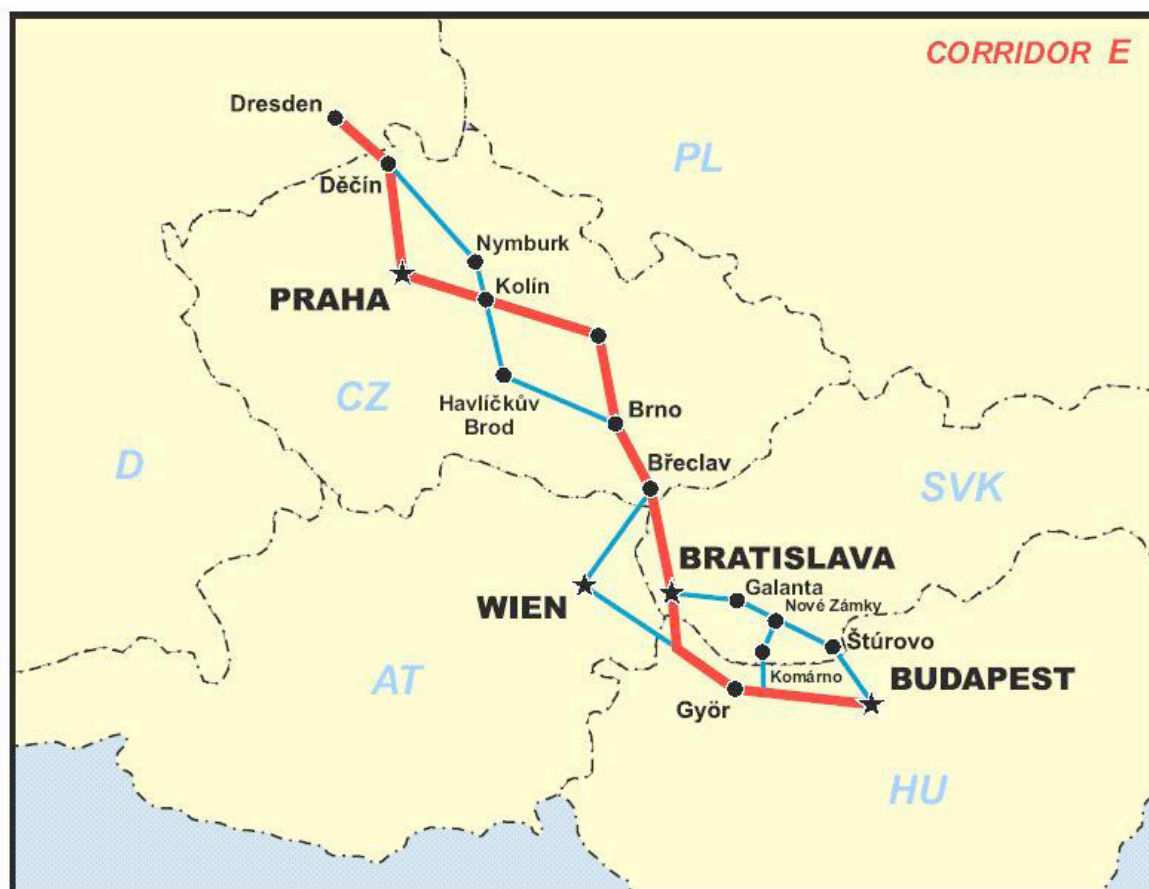 CORRIDOR E
Dresden
PL
Děčín
Nymburk
Kolín
PRAHA
CZ
Havlíčkův
Brod
Brno
D
Břeclav
SVK
BRATISLAVA
Galanta
WIEN
Nové Zámky
Štúrovo
AT
Komárno
BUDAPEST
Györ
HU